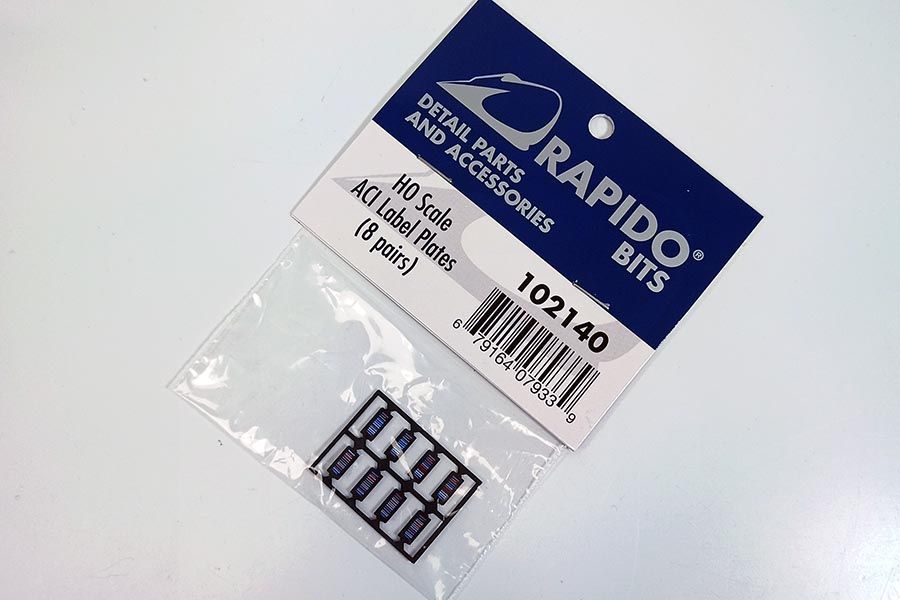 RAPIDO®
BITS
DETAIL PARTS
AND ACCESSORIES
HO Scale
ACI Label Plates
(8 pairs)
102140
6 79164 07933 9